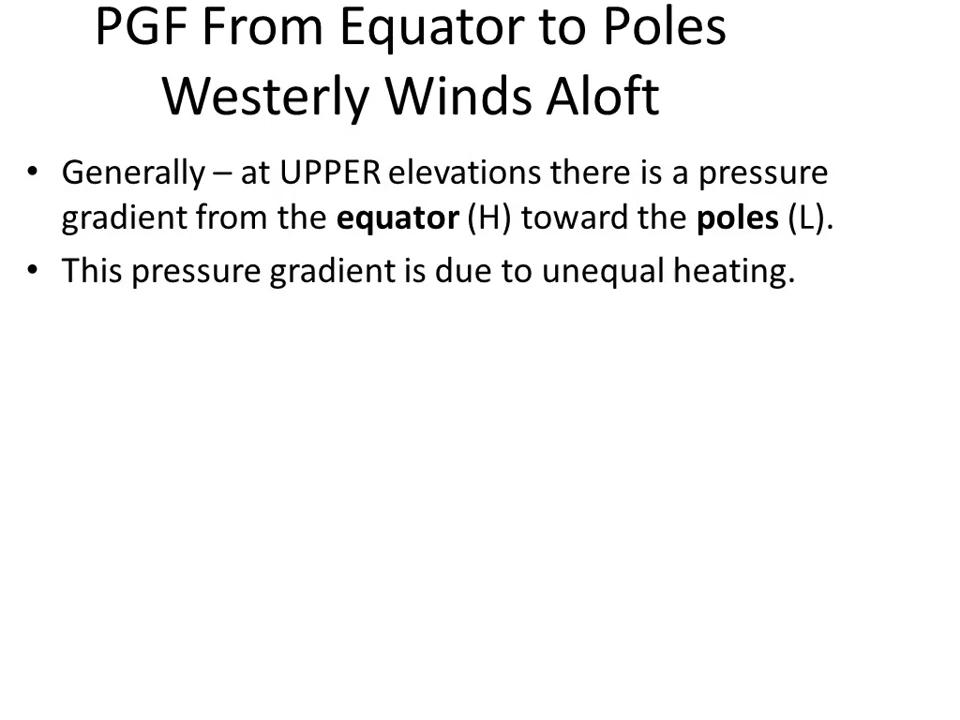 PGF From Equator to Poles
Westerly Winds Aloft
• Generally – at UPPER elevations there is a pressure
gradient from the equator (H) toward the poles (L).
• This pressure gradient is due to unequal heating.